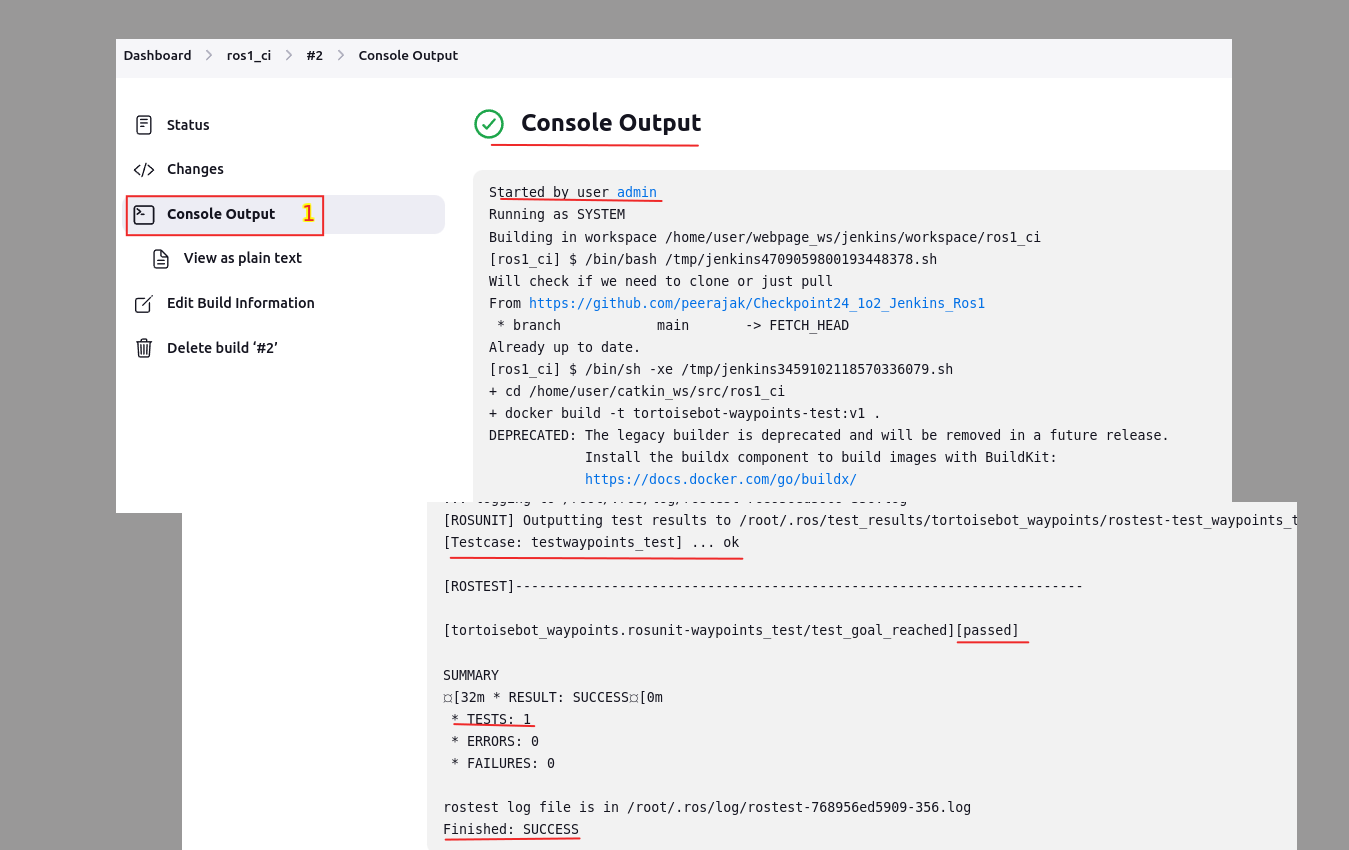 Dashboard > ros1_ci > #2 > Console Output
Status
Changes
Console Output 1
View as plain text
Edit Build Information
Delete build ‘#2’
Console Output
Started by user admin
Running as SYSTEM
Building in workspace /home/user/webpage_ws/jenkins/workspace/ros1_ci
[ros1_ci] $ /bin/bash /tmp/jenkins4709059800193448378.sh
Will check if we need to clone or just pull
From https://github.com/peerajak/Checkpoint24_1o2_Jenkins_Ros1
 * branch            main       -> FETCH_HEAD
Already up to date.
[ros1_ci] $ /bin/sh -xe /tmp/jenkins3459102118570336079.sh
+ cd /home/user/catkin_ws/src/ros1_ci
+ docker build -t tortoisebot-waypoints-test:v1 .
DEPRECATED: The legacy builder is deprecated and will be removed in a future release.
            Install the buildx component to build images with BuildKit:
            https://docs.docker.com/go/buildx/
[ROSUNIT] Outputting test results to /root/.ros/test_results/tortoisebot_waypoints/rostest-test_waypoints_t
[Testcase: testwaypoints_test] ... ok
[ROSTEST]-----------------------------------------------------------------------
[tortoisebot_waypoints.rosunit-waypoints_test/test_goal_reached][passed]
SUMMARY
¤[32m * RESULT: SUCCESS¤[0m
 * TESTS: 1
 * ERRORS: 0
 * FAILURES: 0
rostest log file is in /root/.ros/log/rostest-768956ed5909-356.log
Finished: SUCCESS